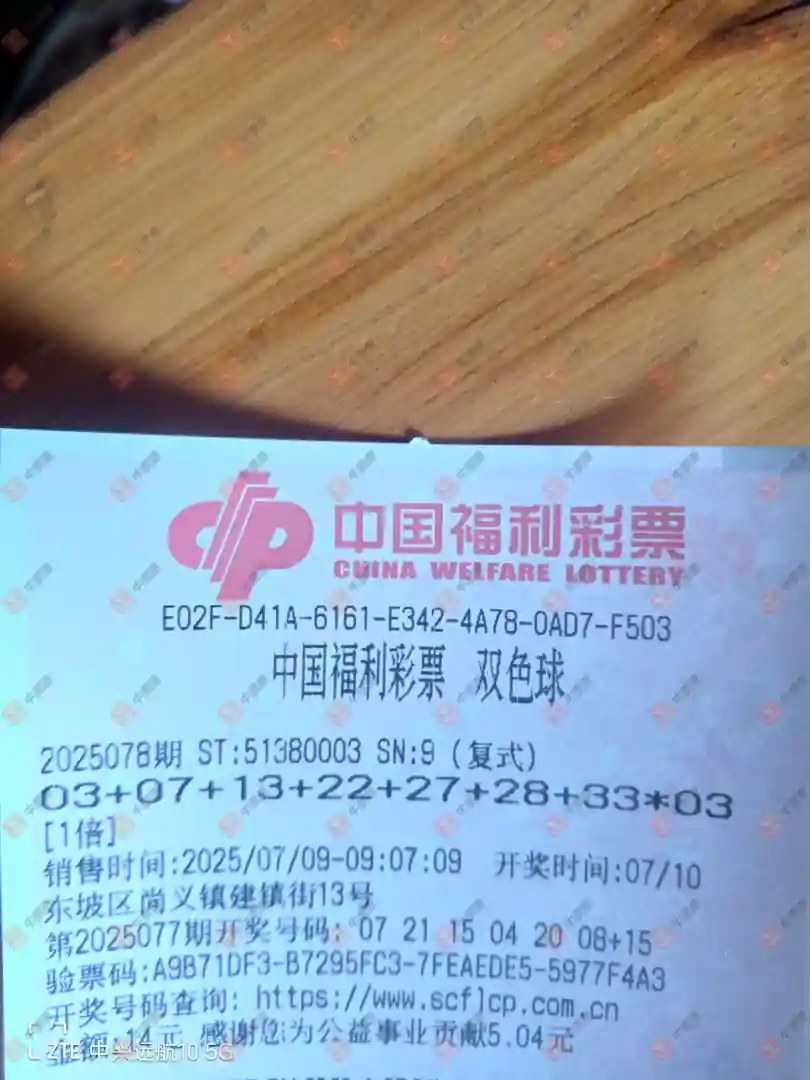 中国福利彩票
CHINA WELFARE LOTTERY
E02F-D41A-6161-E342-4A78-0AD7-F503
中国福利彩票 双色球
2025078期 ST:51380003 SN:9 (复式)
03+07+13+22+27+28+33*03
[1倍]
销售时间:2025/07/09-09:07:09 开奖时间:07/10
东坡区尚义镇建镇街13号
第2025077期开奖号码: 07 21 15 04 20 08+15
验票码:A9B71DF3-B7295FC3-7FEAEDE5-5977F4A3
开奖号码查询: https://www.scflcp.com.cn
金额:14元 感谢您为公益事业贡献5.04元
ZTE 中兴远航10 5G